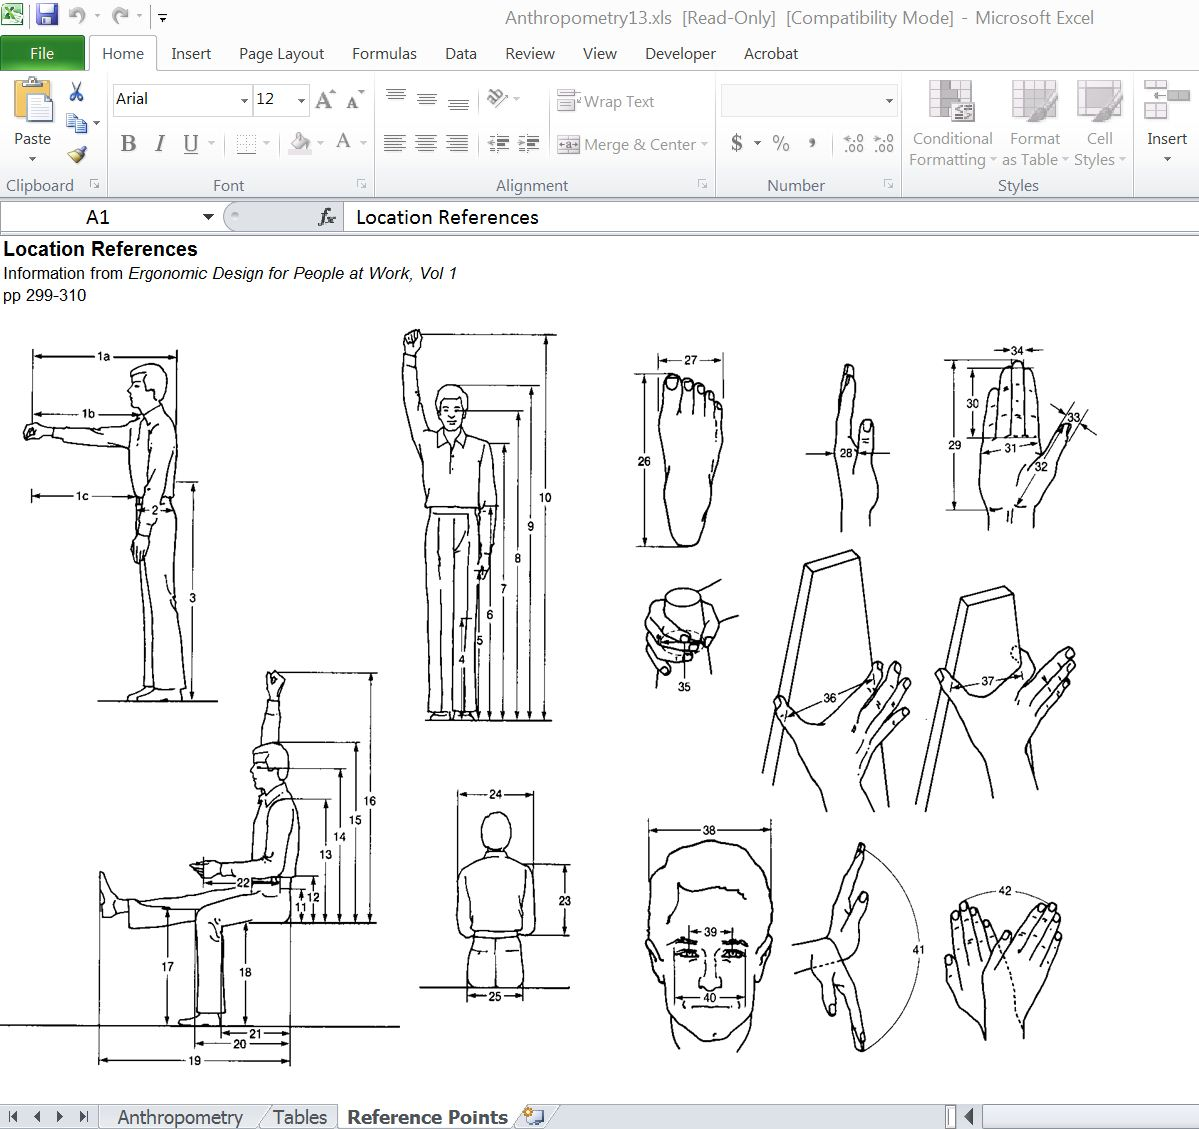 Anthropometry13.xls [Read-Only] [Compatibility Mode] - Microsoft Excel
File Home Insert Page Layout Formulas Data Review View Developer Acrobat
Arial 12
Wrap Text
Paste
B I U A
Merge & Center
$ % , .00 .00
Conditional Formatting
Format as Table
Cell Styles
Insert
Clipboard Font Alignment Number Styles
A1 fx Location References
Location References
Information from Ergonomic Design for People at Work, Vol 1
pp 299-310
1a
1b
1c
2
3
4
5
6
7
8
9
10
11
12
13
14
15
16
17
18
19
20
21
22
23
24
25
26
27
28
29
30
31
32
33
34
35
36
37
38
39
40
41
42
Anthropometry Tables Reference Points